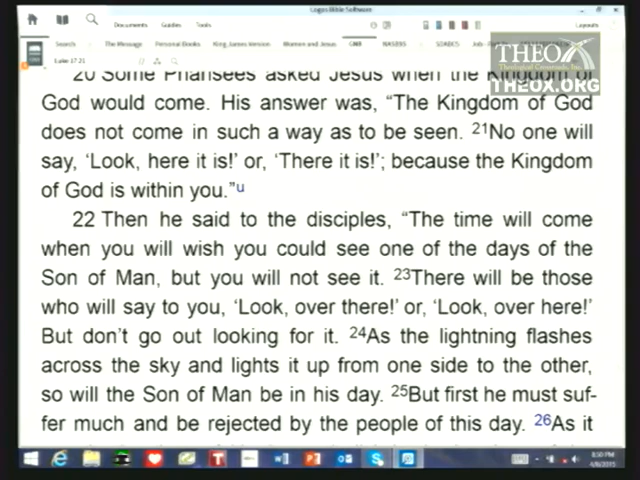 Logos Bible Software
Documents Guides Tools Layouts
Search The Message Personal Books King James Version Women and Jesus GNB NASB95
Luke 17:21
THEOX
THEOX.ORG
20 Some Pharisees asked Jesus when the Kingdom of
God would come. His answer was, “The Kingdom of God
does not come in such a way as to be seen. 21No one will
say, ‘Look, here it is!’ or, ‘There it is!’; because the Kingdom
of God is within you.”u
22 Then he said to the disciples, “The time will come
when you will wish you could see one of the days of the
Son of Man, but you will not see it. 23There will be those
who will say to you, ‘Look, over there!’ or, ‘Look, over here!’
But don’t go out looking for it. 24As the lightning flashes
across the sky and lights it up from one side to the other,
so will the Son of Man be in his day. 25But first he must suf-
fer much and be rejected by the people of this day. 26As it
8:50 PM
4/8/2015